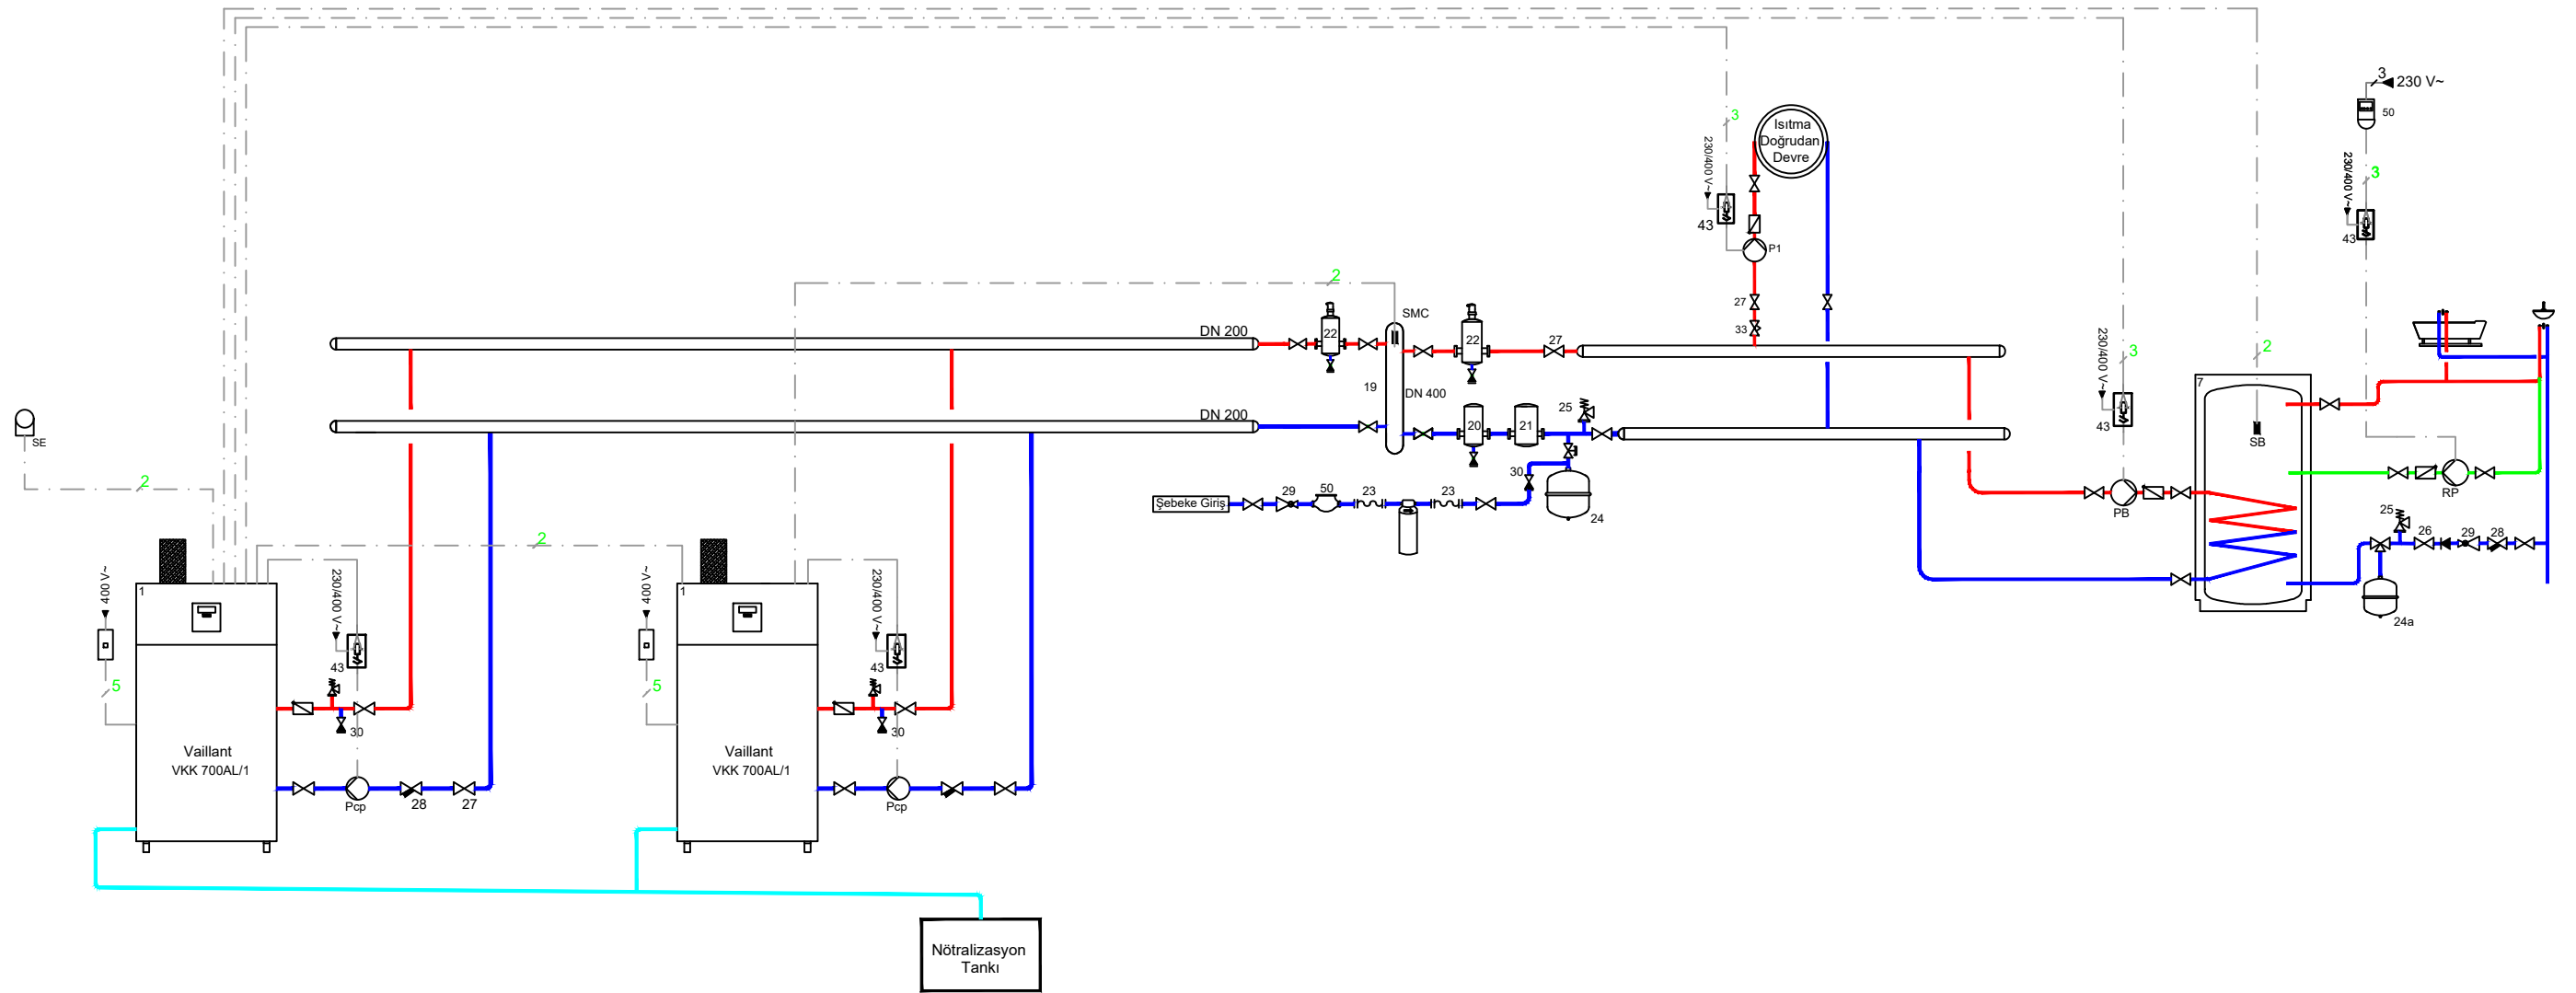 3
230 V~
50
230/400 V~
3
43
3
230/400 V~
43
Isıtma
Doğrudan
Devre
P1
27
33
2
SMC
DN 200
22
22
27
19
DN 400
DN 200
20
21
25
30
24
Şebeke Giriş
29
50
23
23
230/400 V~
3
43
PB
7
2
SB
RP
25
26
29
28
24a
SE
2
2
400 V~
1
230/400 V~
43
5
30
Vaillant
VKK 700AL/1
Pcp
28
27
400 V~
1
230/400 V~
43
5
30
Vaillant
VKK 700AL/1
Pcp
Nötralizasyon
Tankı